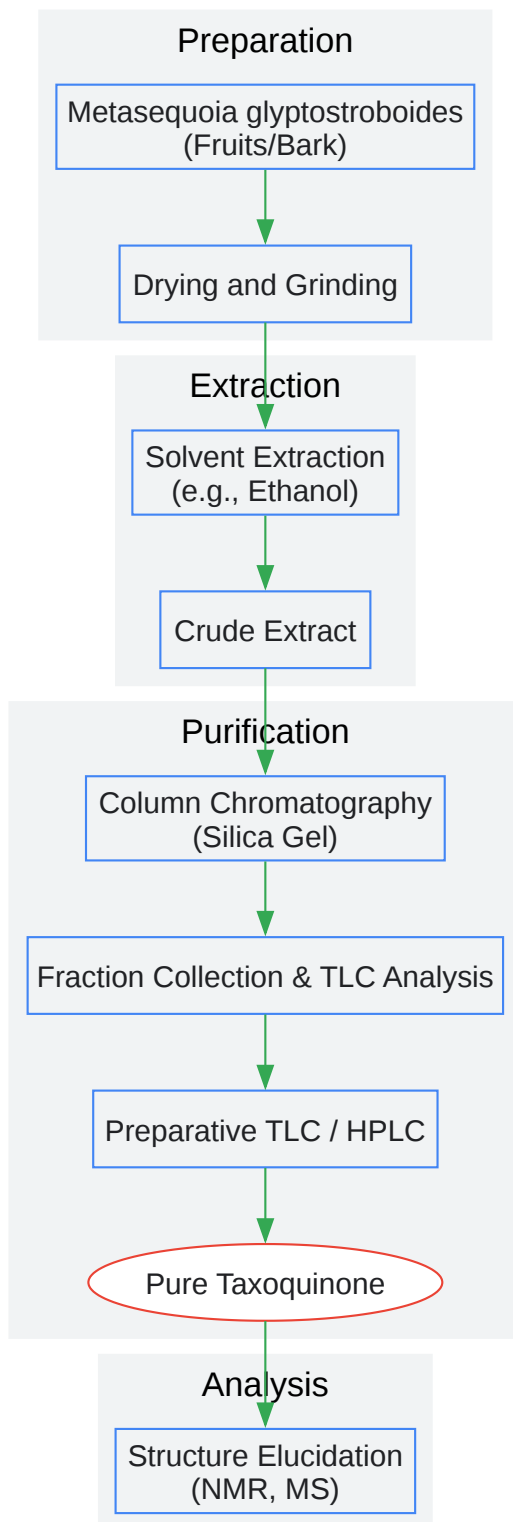 Preparation
Metasequoia glyptostroboides
(Fruits/Bark)
Drying and Grinding
Extraction
Solvent Extraction
(e.g., Ethanol)
Crude Extract
Purification
Column Chromatography
(Silica Gel)
Fraction Collection & TLC Analysis
Preparative TLC / HPLC
Pure Taxoquinone
Analysis
Structure Elucidation
(NMR, MS)